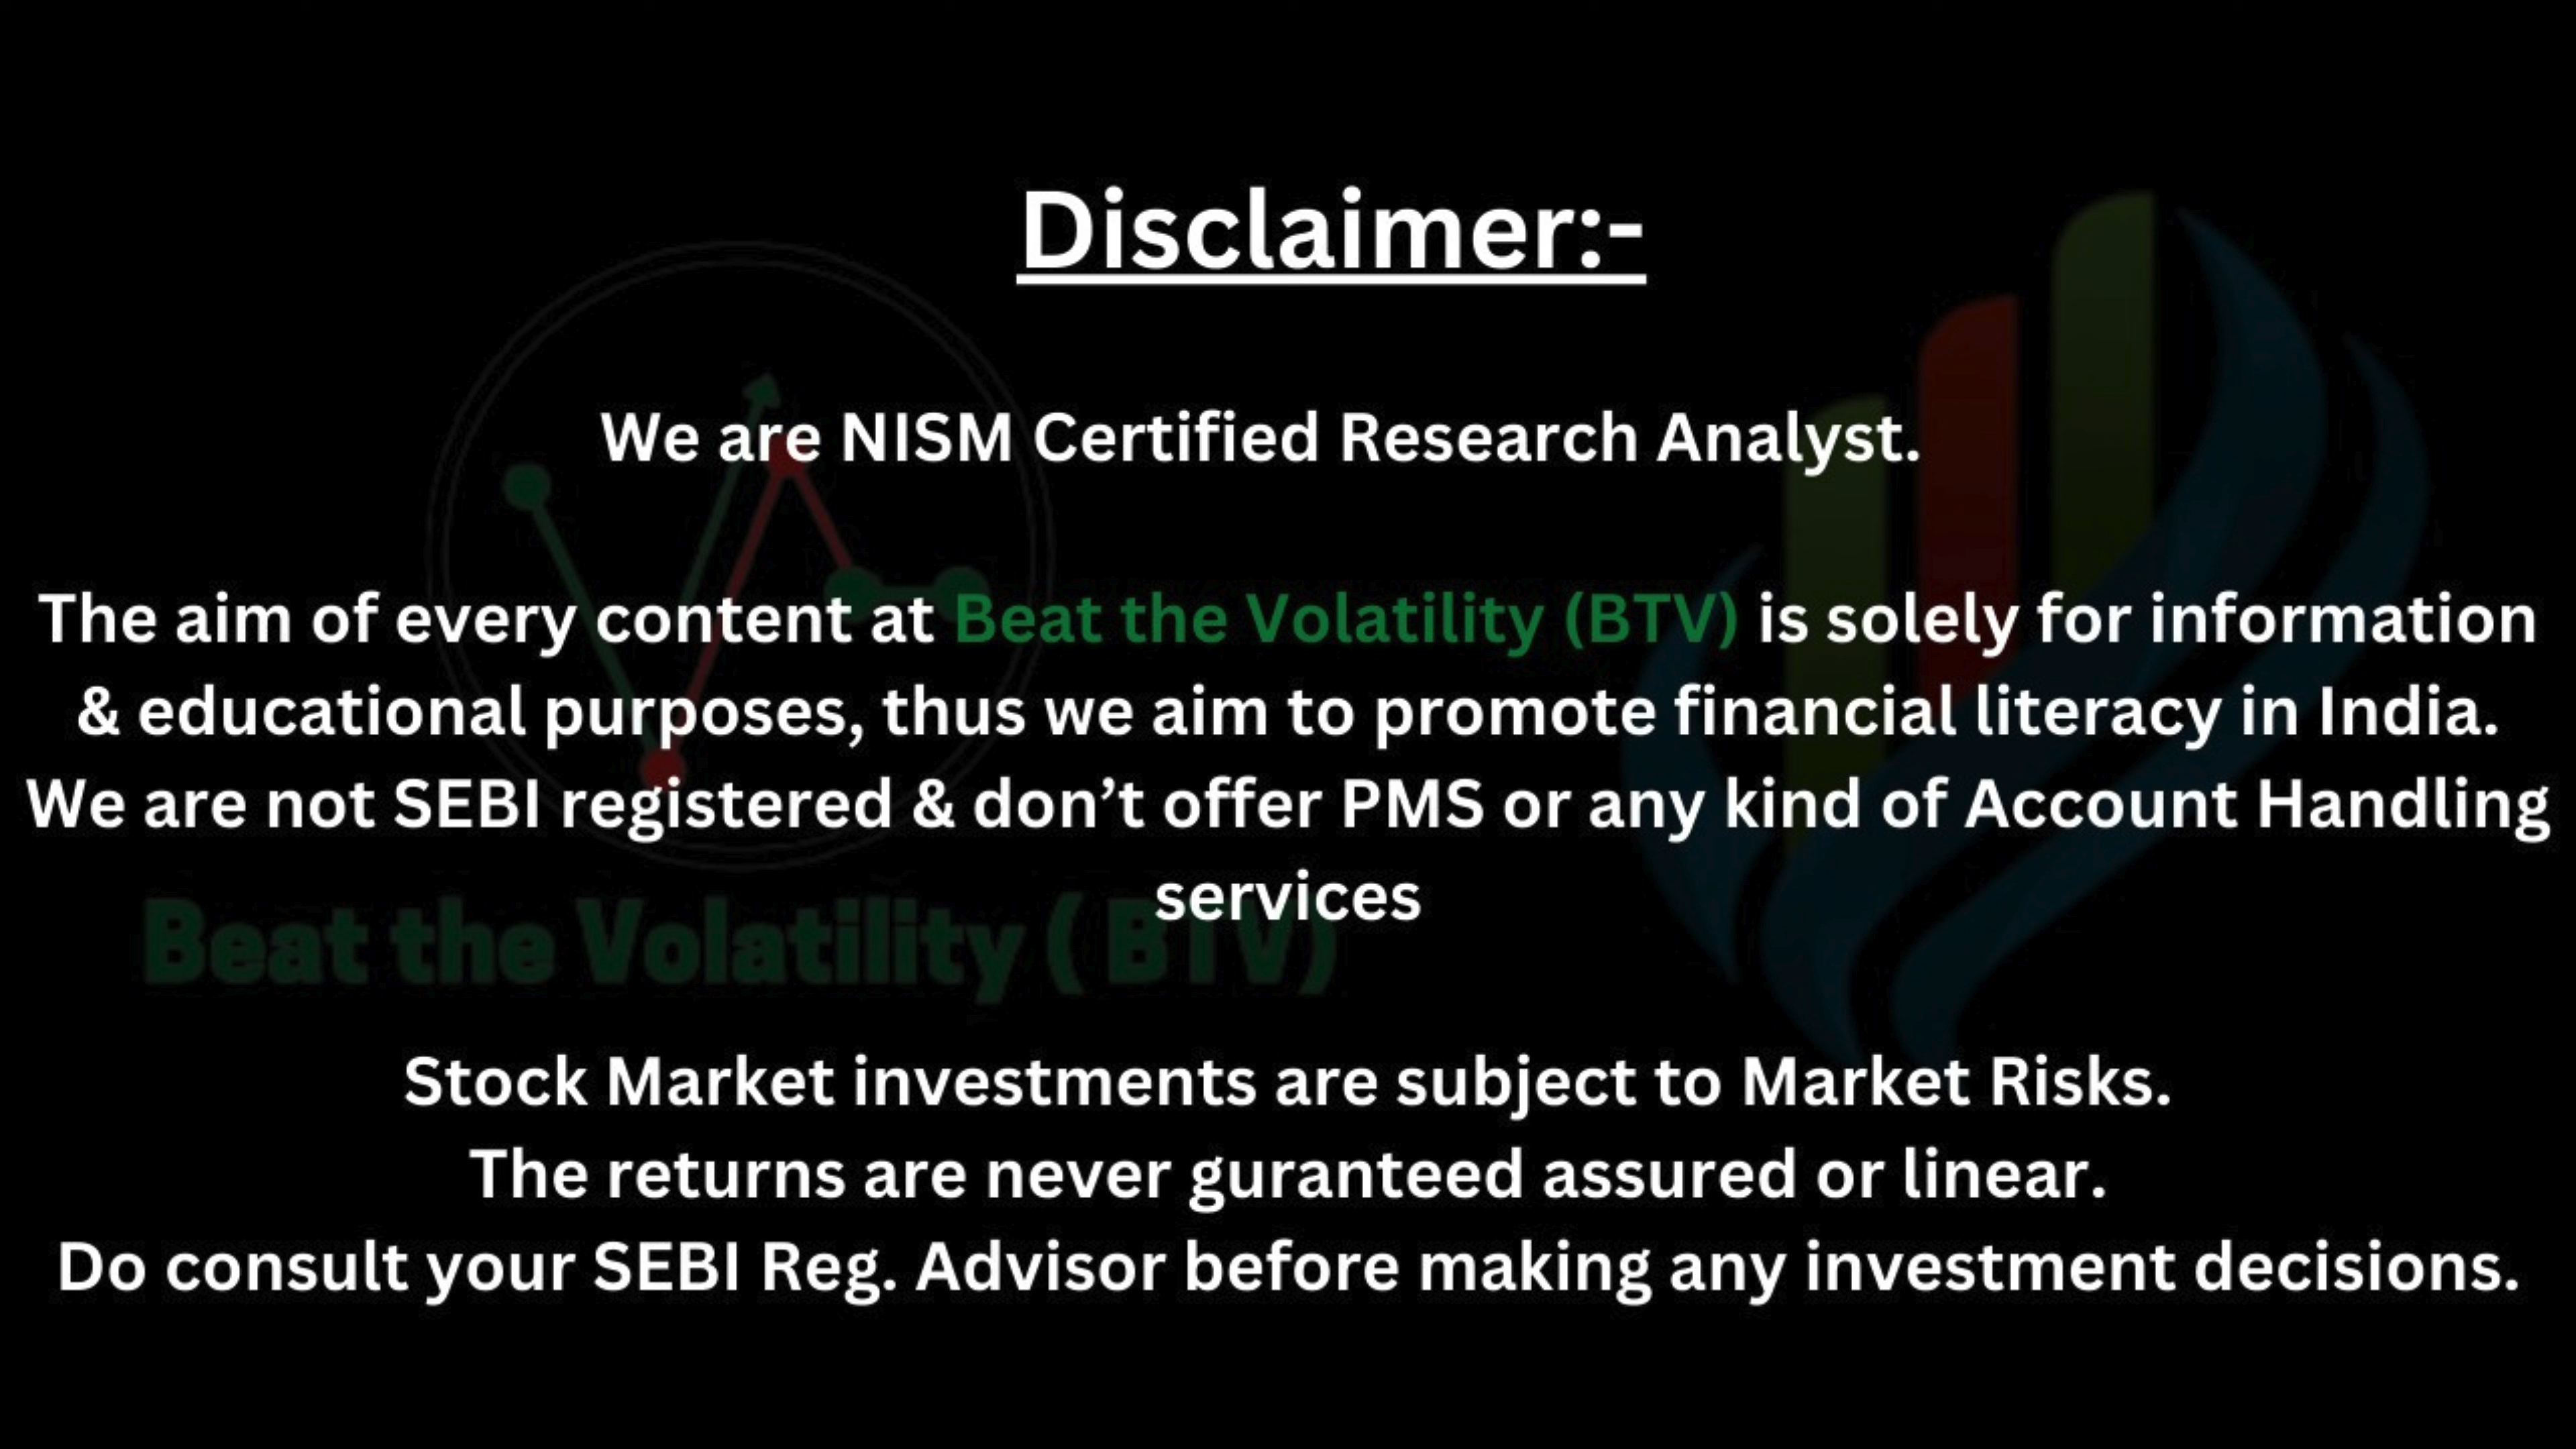 Disclaimer:-
We are NISM Certified Research Analyst.
The aim of every content at Beat the Volatility (BTV) is solely for information
& educational purposes, thus we aim to promote financial literacy in India.
We are not SEBI registered & don’t offer PMS or any kind of Account Handling
services
Beat the Volatility ( BTV)
Stock Market investments are subject to Market Risks.
The returns are never guranteed assured or linear.
Do consult your SEBI Reg. Advisor before making any investment decisions.